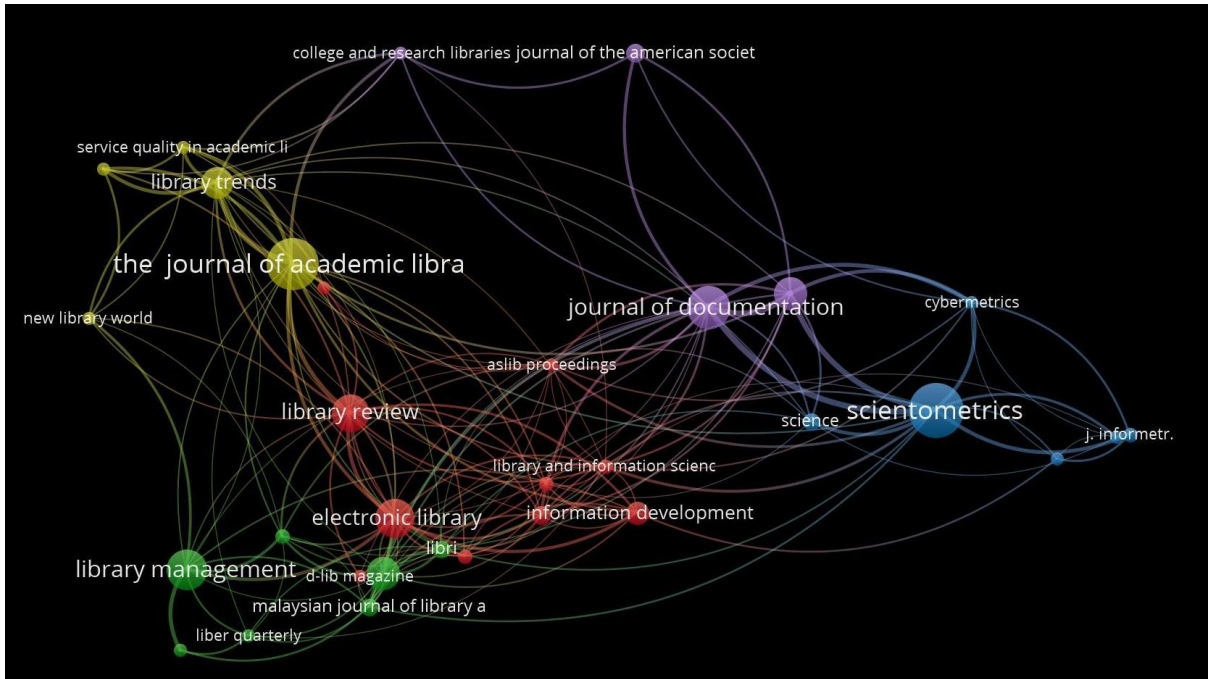 college and research libraries
journal of the american societ
service quality in academic li
library trends
the journal of academic libra
journal of documentation
cybermetrics
new library world
aslib proceedings
library review
scientometrics
science
j. informetr.
library and information scienc
electronic library
information development
libri
library management
d-lib magazine
malaysian journal of library a
liber quarterly